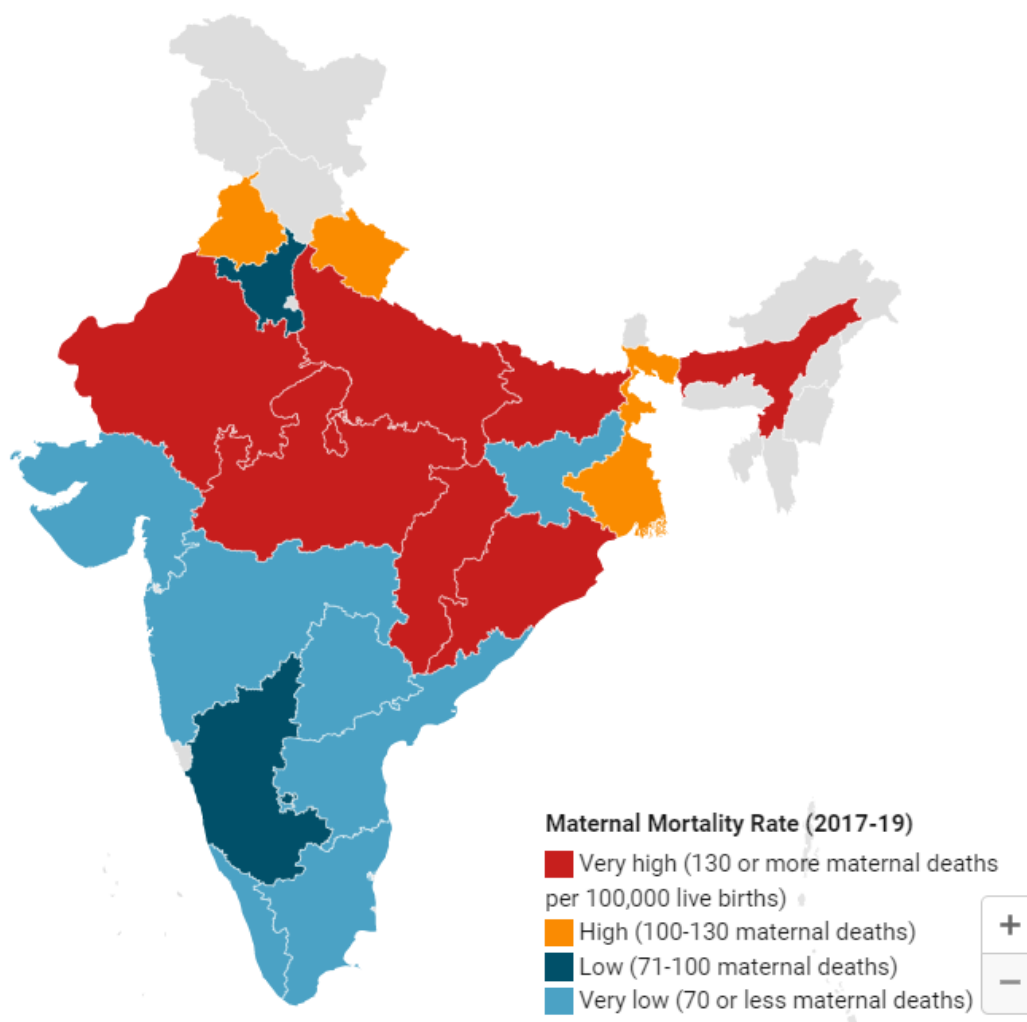 Maternal Mortality Rate (2017-19)
Very high (130 or more maternal deaths
per 100,000 live births)
High (100-130 maternal deaths)
Low (71-100 maternal deaths)
Very low (70 or less maternal deaths)
+
−